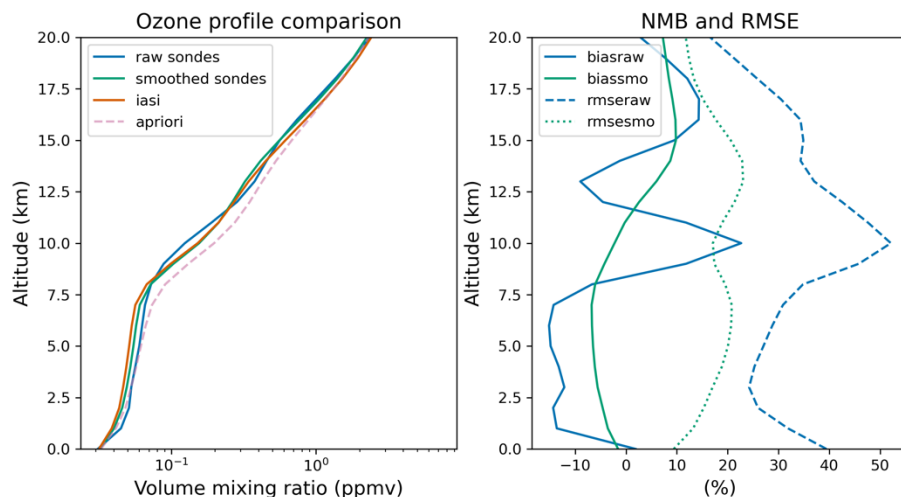 Ozone profile comparison
20.0
17.5
15.0
12.5
10.0
7.5
5.0
2.5
0.0
Altitude (km)
raw sondes
smoothed sondes
iasi
apriori
10⁻¹
10⁰
Volume mixing ratio (ppmv)
NMB and RMSE
20.0
17.5
15.0
12.5
10.0
7.5
5.0
2.5
0.0
Altitude (km)
biasraw
biassmo
rmseraw
rmsesmo
−10
0
10
20
30
40
50
(%)